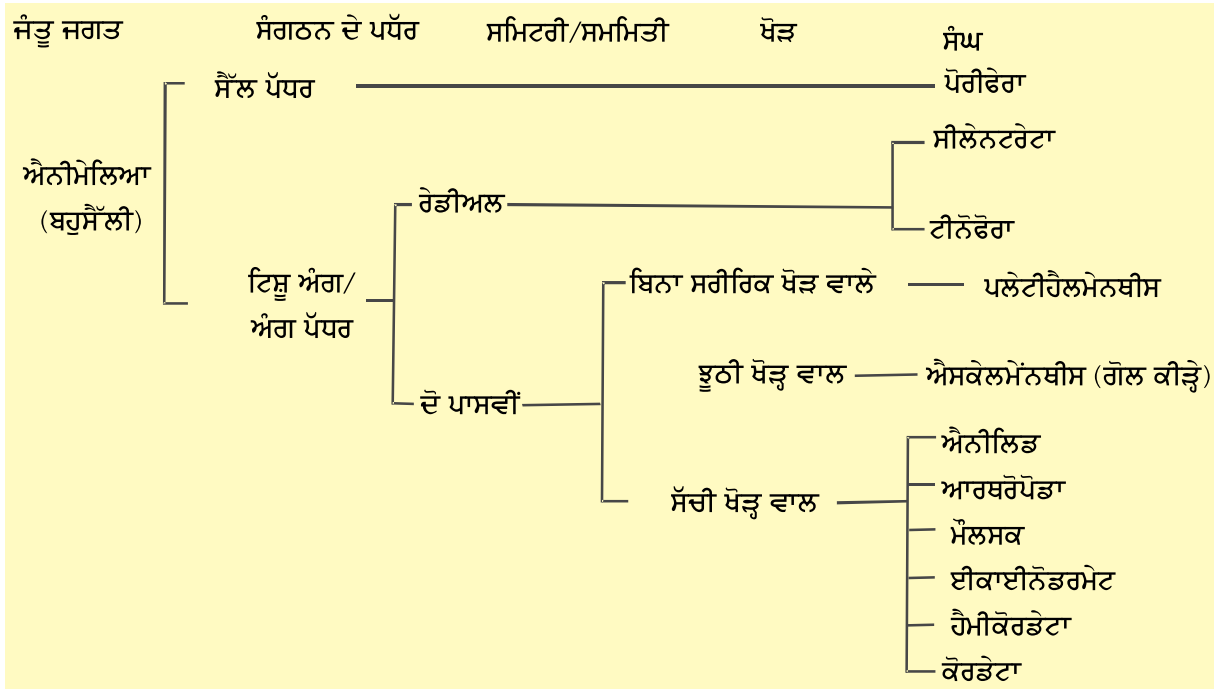 ਜੰਤੂ ਜਗਤ ਸੰਗਠਨ ਦੇ ਪਧੱਰ ਸਮਿਟਰੀ/ਸਮਮਿਤੀ ਖੋੜ ਸੰਘ
ਸੈੱਲ ਪੱਧਰ ਪੋਰੀਫੇਰਾ
ਸੀਲੇਨਟਰੇਟਾ
ਐਨੀਮੇਲਿਆ
(ਬਹੁਸੈੱਲੀ)
ਰੇਡੀਅਲ
ਟੀਨੋਫੋਰਾ
ਟਿਸ਼ੂ ਅੰਗ/
ਅੰਗ ਪੱਧਰ
ਬਿਨਾ ਸਰੀਰਿਕ ਖੋੜ ਵਾਲੇ ਪਲੇਟੀਹੈਲਮੇਨਥੀਸ
ਝੂਠੀ ਖੋੜ੍ਹ ਵਾਲ ਐਸਕੇਲਮੇਂਨਥੀਸ (ਗੋਲ ਕੀੜ੍ਹੇ)
ਦੋ ਪਾਸਵੀਂ
ਐਨੀਲਿਡ
ਸੱਚੀ ਖੋੜ੍ਹ ਵਾਲ ਆਰਥਰੋਪੋਡਾ
ਮੌਲਸਕ
ਈਕਾਈਨੋਡਰਮੇਟ
ਹੈਮੀਕੋਰਡੇਟਾ
ਕੋਰਡੇਟਾ